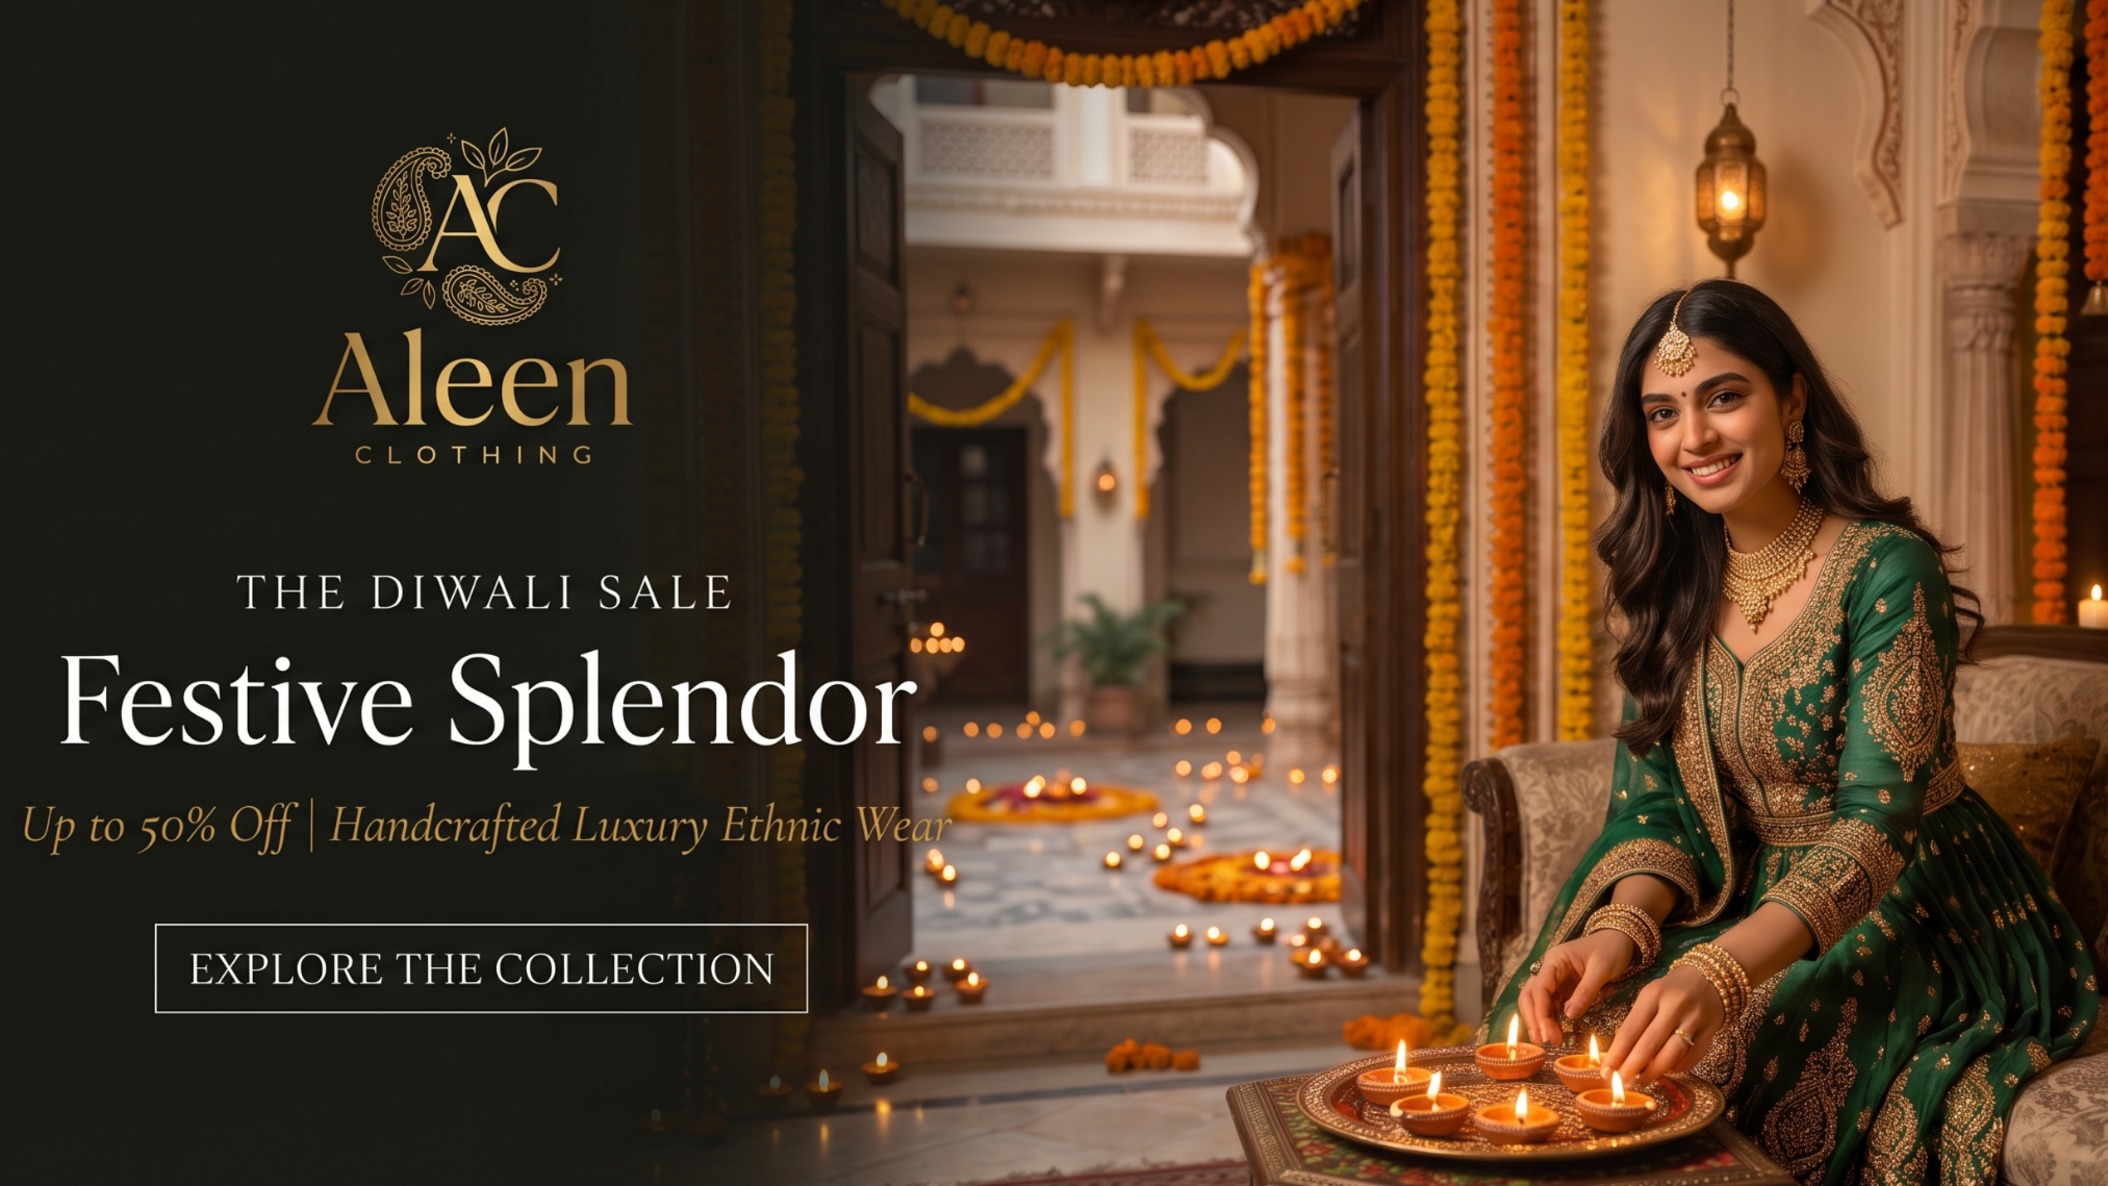 AC
Aleen
CLOTHING
THE DIWALI SALE
Festive Splendor
Up to 50% Off | Handcrafted Luxury Ethnic Wear
EXPLORE THE COLLECTION